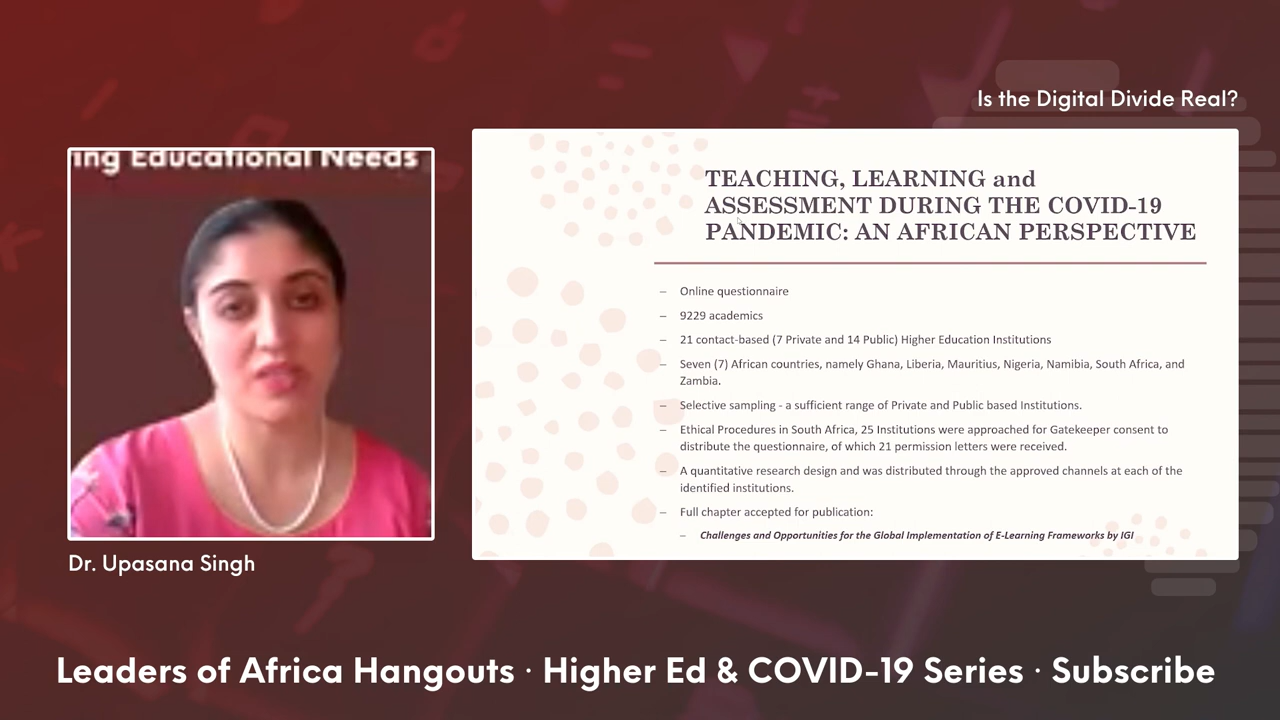 Is the Digital Divide Real?
ing Educational Needs
Dr. Upasana Singh
TEACHING, LEARNING and
ASSESSMENT DURING THE COVID-19
PANDEMIC: AN AFRICAN PERSPECTIVE
– Online questionnaire
– 9229 academics
– 21 contact-based (7 Private and 14 Public) Higher Education Institutions
– Seven (7) African countries, namely Ghana, Liberia, Mauritius, Nigeria, Namibia, South Africa, and
Zambia.
– Selective sampling - a sufficient range of Private and Public based Institutions.
– Ethical Procedures in South Africa, 25 Institutions were approached for Gatekeeper consent to
distribute the questionnaire, of which 21 permission letters were received.
– A quantitative research design and was distributed through the approved channels at each of the
identified institutions.
– Full chapter accepted for publication:
– Challenges and Opportunities for the Global Implementation of E-Learning Frameworks by IGI
Leaders of Africa Hangouts · Higher Ed & COVID-19 Series · Subscribe